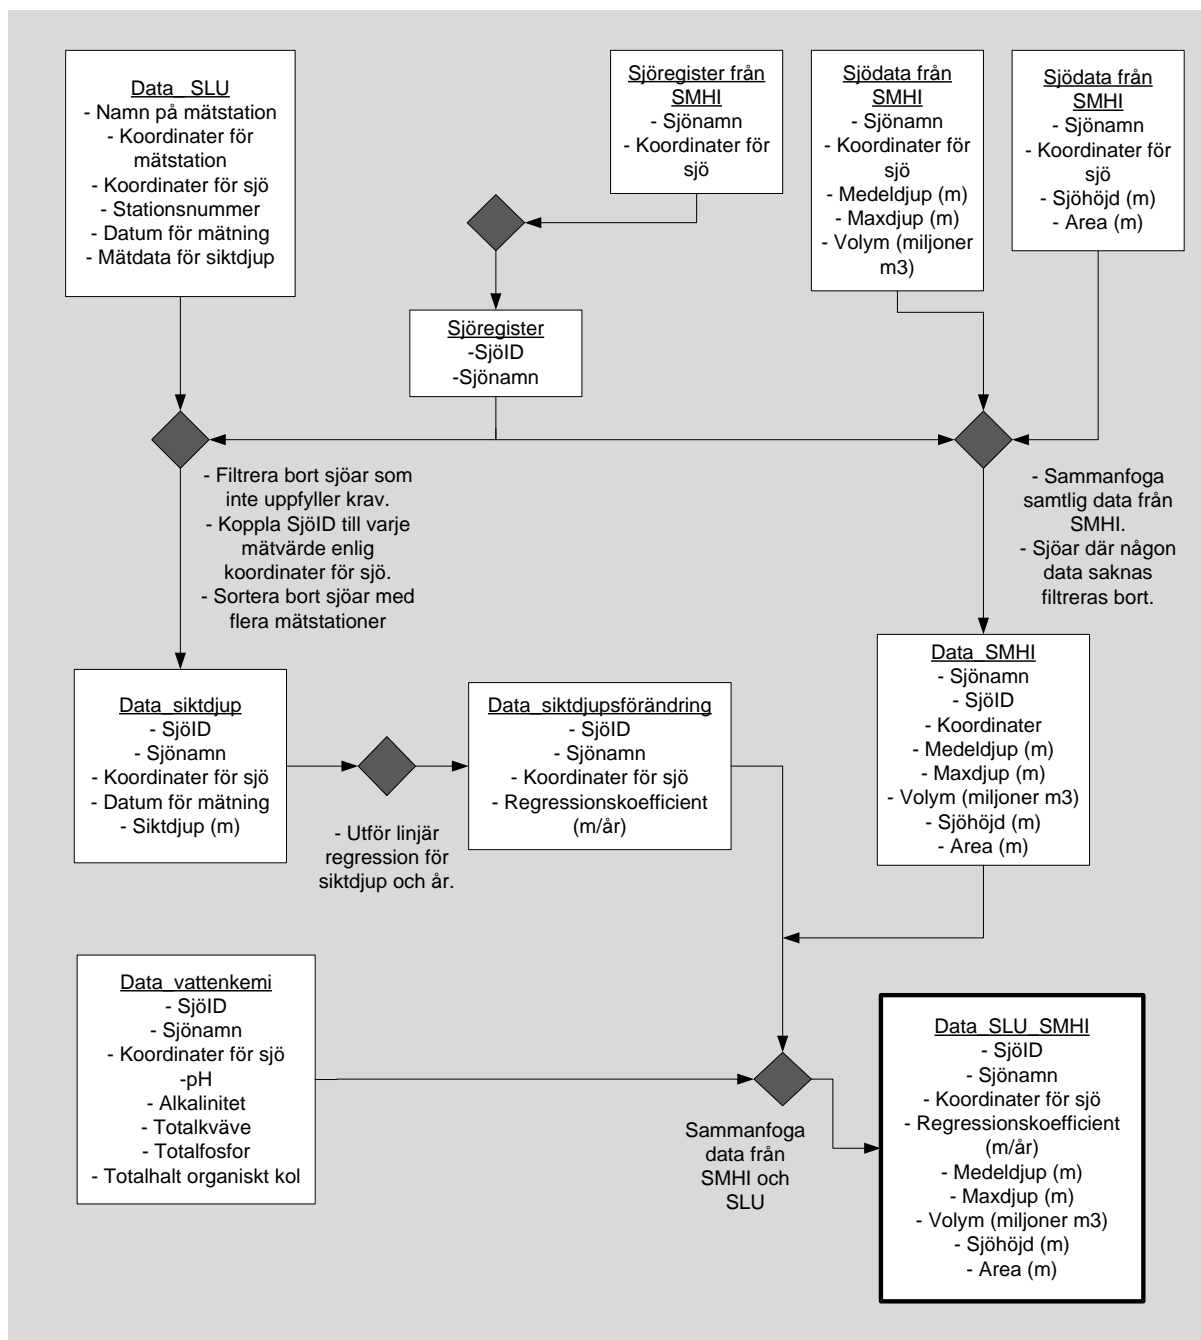 Data_ SLU
- Namn på mätstation
- Koordinater för
mätstation
- Koordinater för sjö
- Stationsnummer
- Datum för mätning
- Mätdata för siktdjup
Sjöregister från
SMHI
- Sjönamn
- Koordinater för
sjö
Sjödata från
SMHI
- Sjönamn
- Koordinater för
sjö
- Medeldjup (m)
- Maxdjup (m)
- Volym (miljoner
m3)
Sjödata från
SMHI
- Sjönamn
- Koordinater för
sjö
- Sjöhöjd (m)
- Area (m)
Sjöregister
-SjöID
-Sjönamn
- Filtrera bort sjöar som
inte uppfyller krav.
- Koppla SjöID till varje
mätvärde enlig
koordinater för sjö.
- Sortera bort sjöar med
flera mätstationer
- Sammanfoga
samtlig data från
SMHI.
- Sjöar där någon
data saknas
filtreras bort.
Data_siktdjup
- SjöID
- Sjönamn
- Koordinater för sjö
- Datum för mätning
- Siktdjup (m)
- Utför linjär
regression för
siktdjup och år.
Data_siktdjupsförändring
- SjöID
- Sjönamn
- Koordinater för sjö
- Regressionskoefficient
(m/år)
Data_SMHI
- Sjönamn
- SjöID
- Koordinater
- Medeldjup (m)
- Maxdjup (m)
- Volym (miljoner m3)
- Sjöhöjd (m)
- Area (m)
Data_vattenkemi
- SjöID
- Sjönamn
- Koordinater för sjö
-pH
- Alkalinitet
- Totalkväve
- Totalfosfor
- Totalhalt organiskt kol
Sammanfoga
data från
SMHI och
SLU
Data_SLU_SMHI
- SjöID
- Sjönamn
- Koordinater för sjö
- Regressionskoefficient
(m/år)
- Medeldjup (m)
- Maxdjup (m)
- Volym (miljoner m3)
- Sjöhöjd (m)
- Area (m)